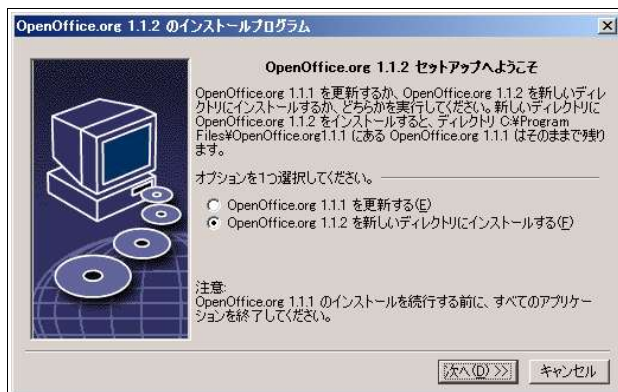 OpenOffice.org 1.1.2 のインストールプログラム
OpenOffice.org 1.1.2 セットアップへようこそ
OpenOffice.org 1.1.1 を更新するか、OpenOffice.org 1.1.2 を新しいディレ
クトリにインストールするか、どちらかを実行してください。新しいディレクトリに
OpenOffice.org 1.1.2 をインストールすると、ディレクトリ C:¥Program
Files¥OpenOffice.org1.1.1 にある OpenOffice.org 1.1.1 はそのままで残り
ます。
オプションを1つ選択してください。
OpenOffice.org 1.1.1 を更新する(E)
OpenOffice.org 1.1.2 を新しいディレクトリにインストールする(F)
注意:
OpenOffice.org 1.1.1 のインストールを続行する前に、すべてのアプリケー
ションを終了してください。
次へ(D) >>
キャンセル